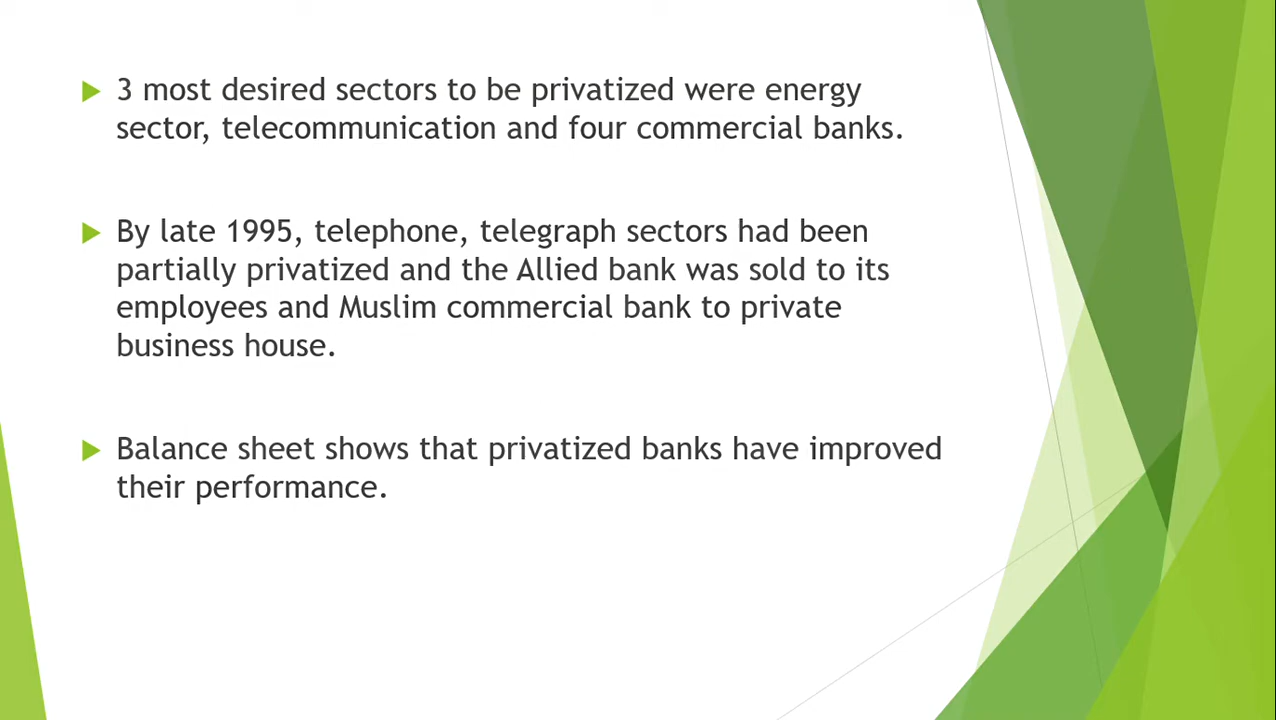 3 most desired sectors to be privatized were energy
sector, telecommunication and four commercial banks.
By late 1995, telephone, telegraph sectors had been
partially privatized and the Allied bank was sold to its
employees and Muslim commercial bank to private
business house.
Balance sheet shows that privatized banks have improved
their performance.